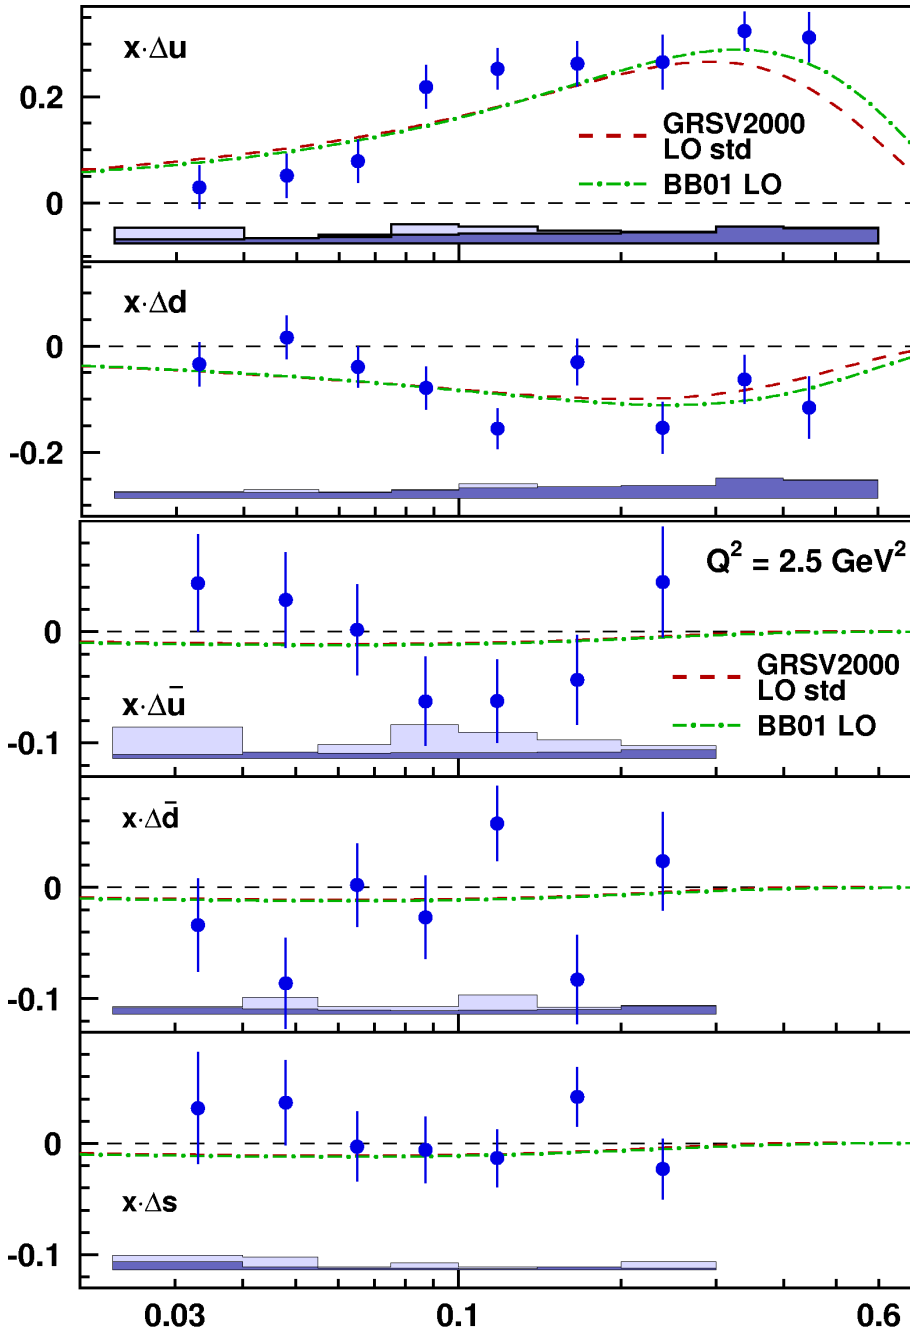 x·Δu
0.2
GRSV2000
LO std
BB01 LO
0
x·Δd
0
-0.2
Q² = 2.5 GeV²
0
GRSV2000
LO std
x·Δū
BB01 LO
-0.1
x·Δd̄
0
-0.1
0
x·Δs
-0.1
0.03 0.1 0.6